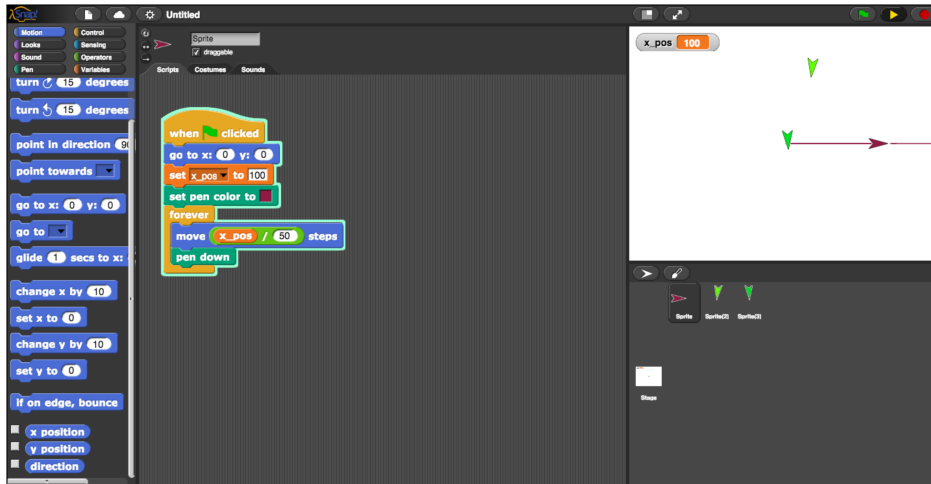 Snap!
Untitled
Motion
Control
Looks
Sensing
Sound
Operators
Pen
Variables
turn 15 degrees
turn 15 degrees
point in direction 90
point towards
go to x: 0 y: 0
go to
glide 1 secs to x:
change x by 10
set x to 0
change y by 10
set y to 0
if on edge, bounce
x position
y position
direction
Sprite
draggable
Scripts
Costumes
Sounds
when clicked
go to x: 0 y: 0
set x_pos to 100
set pen color to
forever
move x_pos / 50 steps
pen down
x_pos 100
Sprite
Sprite(2)
Sprite(3)
Stage